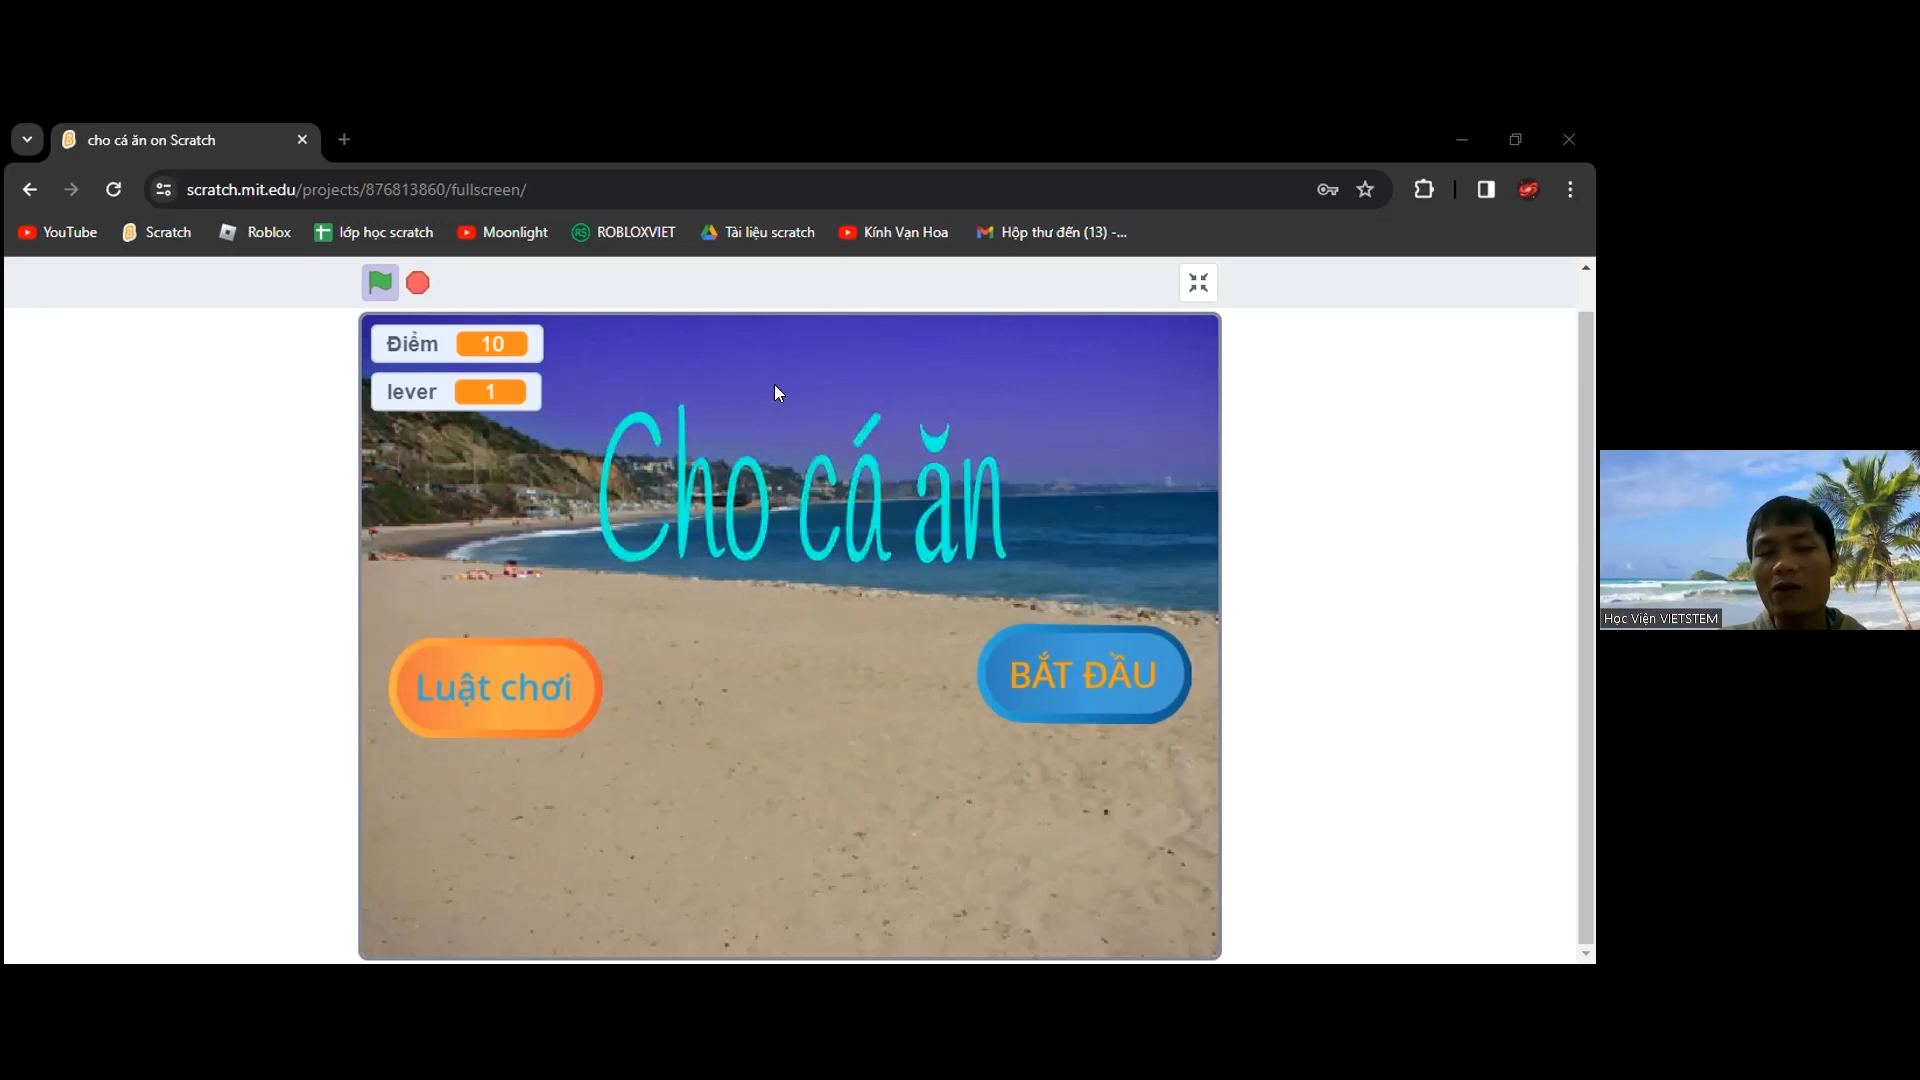 cho cá ăn on Scratch
scratch.mit.edu/projects/876813860/fullscreen/
YouTube Scratch Roblox lớp học scratch Moonlight ROBLOXVIET Tài liệu scratch Kính Vạn Hoa Hộp thư đến (13) -...
Điểm 10
lever 1
Cho cá ăn
Luật chơi
BẮT ĐẦU
Học Viện VIETSTEM